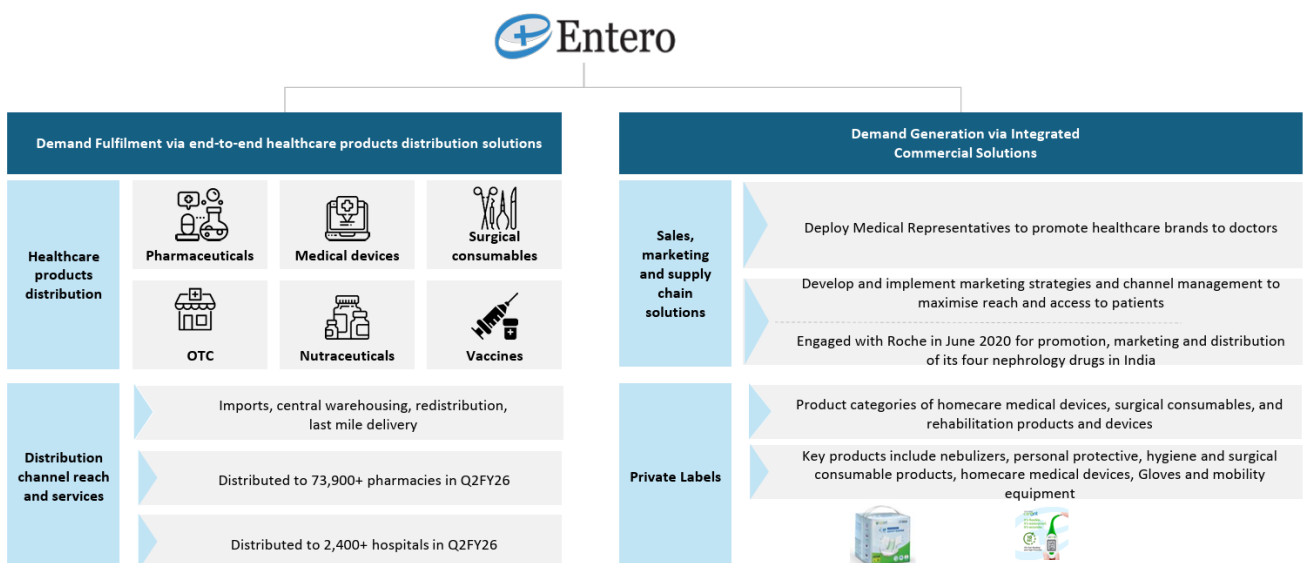 Entero
Demand Fulfilment via end-to-end healthcare products distribution solutions
Healthcare
products
distribution
Pharmaceuticals
Medical devices
Surgical
consumables
OTC
Nutraceuticals
Vaccines
Distribution
channel reach
and services
Imports, central warehousing, redistribution,
last mile delivery
Distributed to 73,900+ pharmacies in Q2FY26
Distributed to 2,400+ hospitals in Q2FY26
Demand Generation via Integrated
Commercial Solutions
Sales,
marketing
and supply
chain
solutions
Deploy Medical Representatives to promote healthcare brands to doctors
Develop and implement marketing strategies and channel management to
maximise reach and access to patients
Engaged with Roche in June 2020 for promotion, marketing and distribution
of its four nephrology drugs in India
Private Labels
Product categories of homecare medical devices, surgical consumables, and
rehabilitation products and devices
Key products include nebulizers, personal protective, hygiene and surgical
consumable products, homecare medical devices, Gloves and mobility
equipment